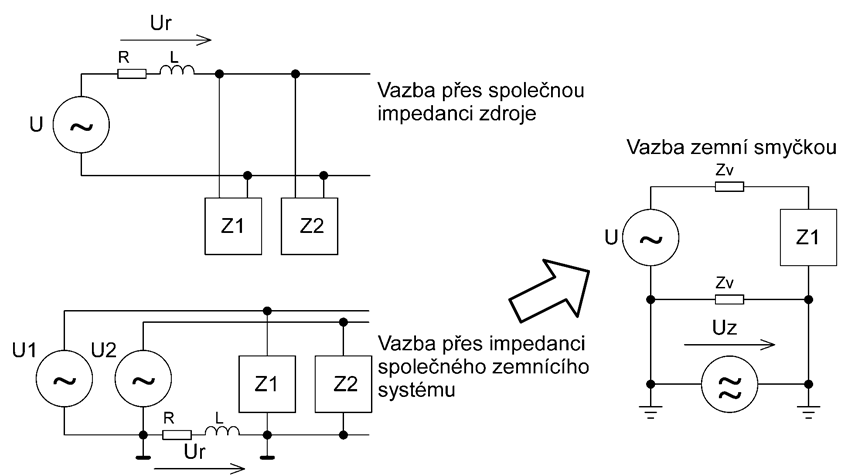 Ur
R
L
U
~
Z1
Z2
Vazba přes společnou
impedanci zdroje
Vazba zemní smyčkou
Zv
U
~
Z1
Zv
Uz
U1
~
U2
~
Z1
Z2
R
L
Ur
Vazba přes impedanci
společného zemnícího
systému